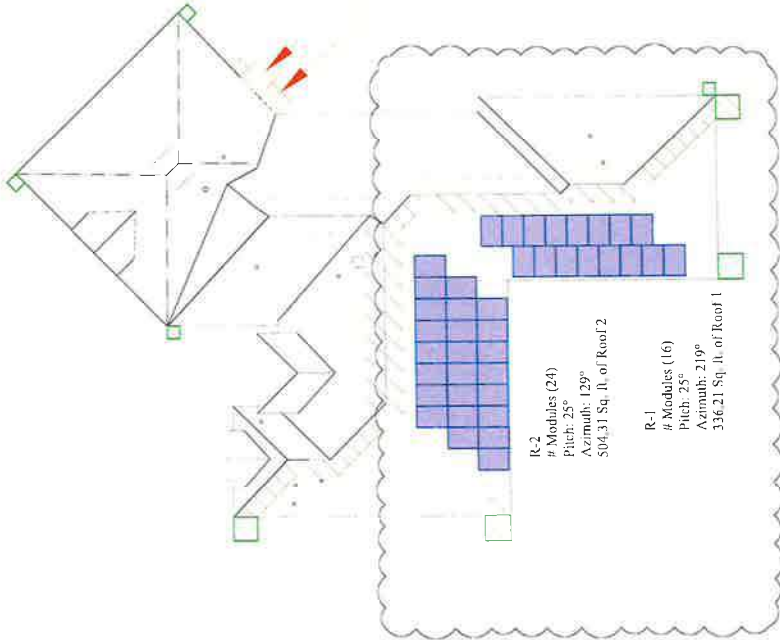 R-2
# Modules (24)
Pitch: 25°
Azimuth: 129°
504.31 Sq. ft. of Roof 2
R-1
# Modules (16)
Pitch: 25°
Azimuth: 219°
336.21 Sq. ft. of Roof 1